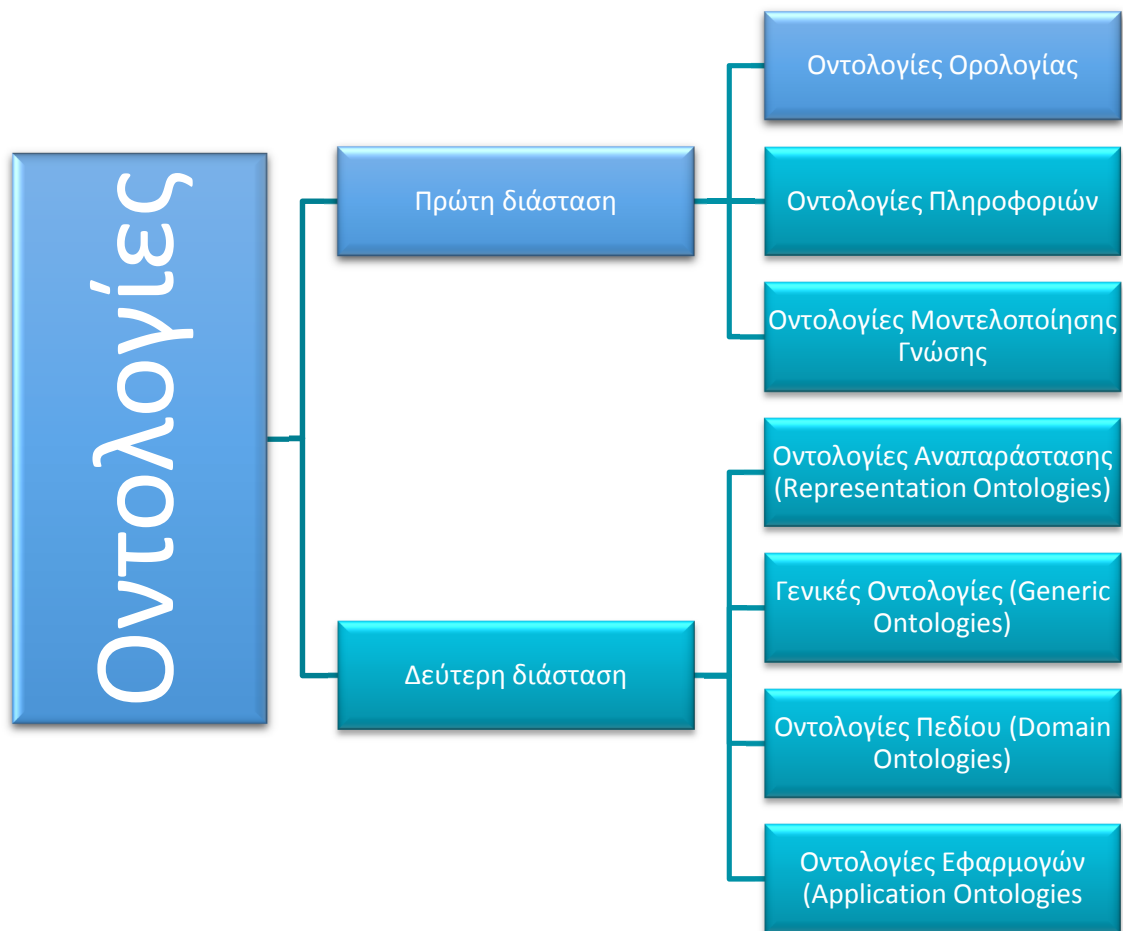 Οντολογίες
Πρώτη διάσταση
Οντολογίες Ορολογίας
Οντολογίες Πληροφοριών
Οντολογίες Μοντελοποίησης
Γνώσης
Δεύτερη διάσταση
Οντολογίες Αναπαράστασης
(Representation Ontologies)
Γενικές Οντολογίες (Generic
Ontologies)
Οντολογίες Πεδίου (Domain
Ontologies)
Οντολογίες Εφαρμογών
(Application Ontologies